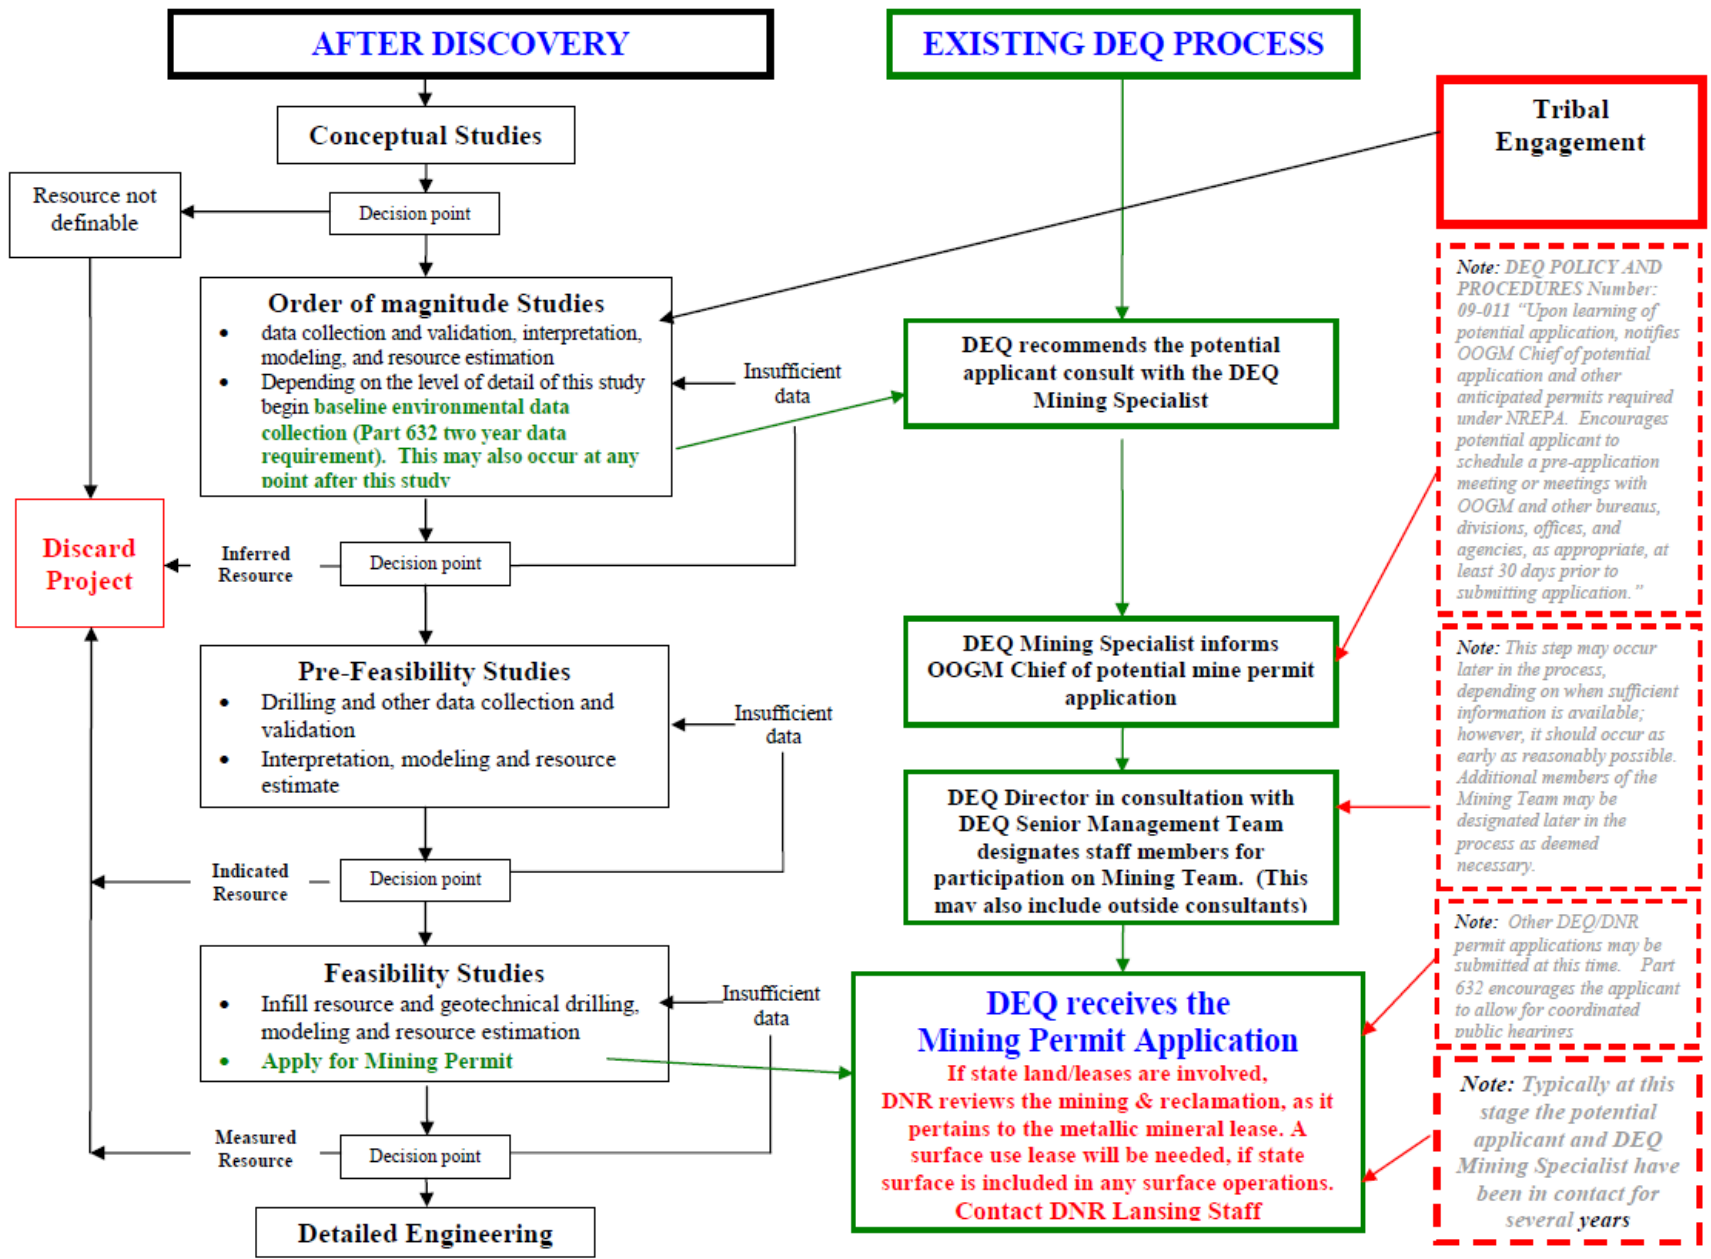 AFTER DISCOVERY
EXISTING DEQ PROCESS
Conceptual Studies
Tribal
Engagement
Resource not
definable
Decision point
Order of magnitude Studies
• data collection and validation, interpretation,
modeling, and resource estimation
• Depending on the level of detail of this study
begin baseline environmental data
collection (Part 632 two year data
requirement). This may also occur at any
point after this study
Insufficient
data
DEQ recommends the potential
applicant consult with the DEQ
Mining Specialist
Note: DEQ POLICY AND
PROCEDURES Number:
09-011 “Upon learning of
potential application, notifies
OOGM Chief of potential
application and other
anticipated permits required
under NREPA. Encourages
potential applicant to
schedule a pre-application
meeting or meetings with
OOGM and other bureaus,
divisions, offices, and
agencies, as appropriate, at
least 30 days prior to
submitting application.”
Discard
Project
Inferred
Resource
Decision point
Pre-Feasibility Studies
• Drilling and other data collection and
validation
• Interpretation, modeling and resource
estimate
Insufficient
data
DEQ Mining Specialist informs
OOGM Chief of potential mine permit
application
Note: This step may occur
later in the process,
depending on when sufficient
information is available;
however, it should occur as
early as reasonably possible.
Additional members of the
Mining Team may be
designated later in the
process as deemed
necessary.
DEQ Director in consultation with
DEQ Senior Management Team
designates staff members for
participation on Mining Team. (This
may also include outside consultants)
Indicated
Resource
Decision point
Feasibility Studies
• Infill resource and geotechnical drilling,
modeling and resource estimation
• Apply for Mining Permit
Insufficient
data
Note: Other DEQ/DNR
permit applications may be
submitted at this time. Part
632 encourages the applicant
to allow for coordinated
public hearings
DEQ receives the
Mining Permit Application
If state land/leases are involved,
DNR reviews the mining & reclamation, as it
pertains to the metallic mineral lease. A
surface use lease will be needed, if state
surface is included in any surface operations.
Contact DNR Lansing Staff
Note: Typically at this
stage the potential
applicant and DEQ
Mining Specialist have
been in contact for
several years
Measured
Resource
Decision point
Detailed Engineering